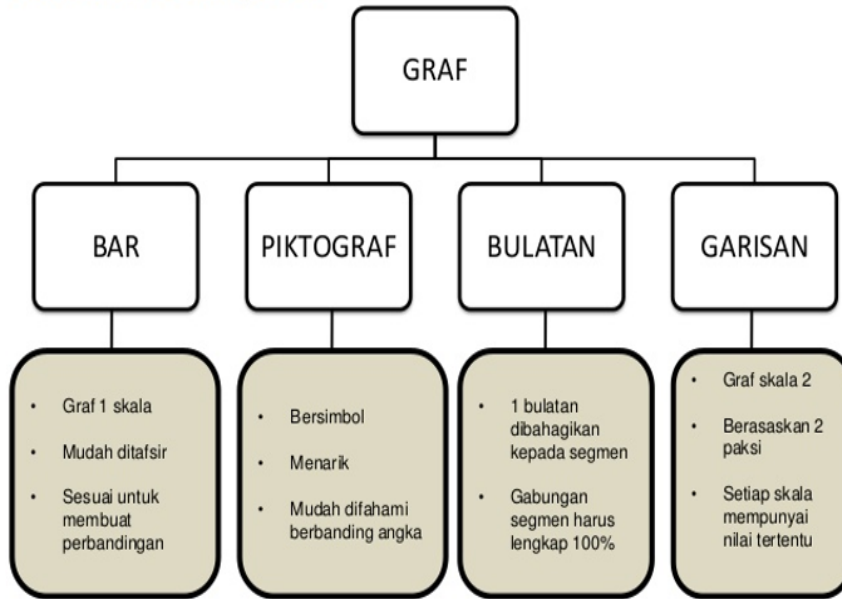 GRAF
BAR
PIKTOGRAF
BULATAN
GARISAN
• Graf 1 skala
• Mudah ditafsir
• Sesuai untuk
membuat
perbandingan
• Bersimbol
• Menarik
• Mudah difahami
berbanding angka
• 1 bulatan
dibahagikan
kepada segmen
• Gabungan
segmen harus
lengkap 100%
• Graf skala 2
• Berasaskan 2
paksi
• Setiap skala
mempunyai
nilai tertentu